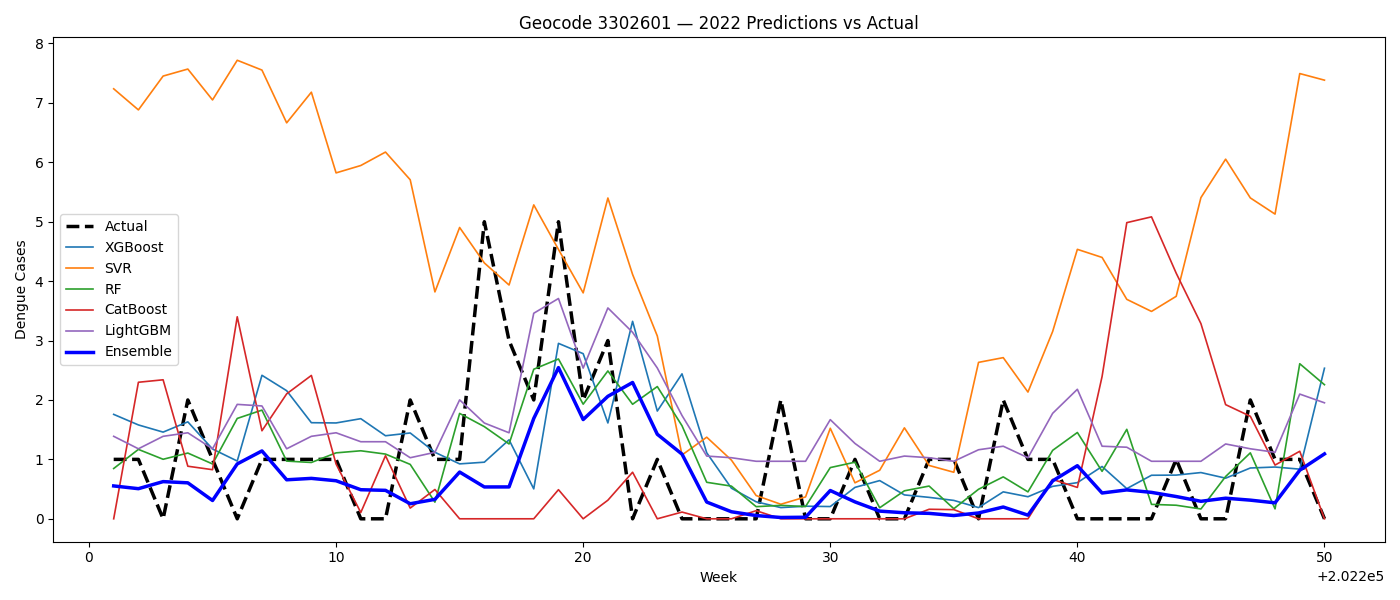 Geocode 3302601 — 2022 Predictions vs Actual
Dengue Cases
8
7
6
5
4
3
2
1
0
Actual
XGBoost
SVR
RF
CatBoost
LightGBM
Ensemble
0 10 20 30 40 50
Week
+2.022e5